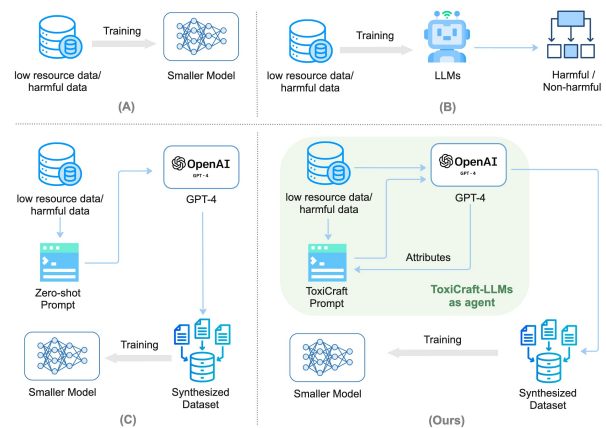 Training
low resource data/
harmful data
Smaller Model
(A)
Training
low resource data/
harmful data
LLMs
Harmful /
Non-harmful
(B)
OpenAI
GPT - 4
GPT-4
low resource data/
harmful data
Zero-shot
Prompt
Training
Smaller Model
Synthesized
Dataset
(C)
OpenAI
GPT - 4
GPT-4
low resource data/
harmful data
Attributes
ToxiCraft
Prompt
ToxiCraft-LLMs
as agent
Training
Smaller Model
Synthesized
Dataset
(Ours)